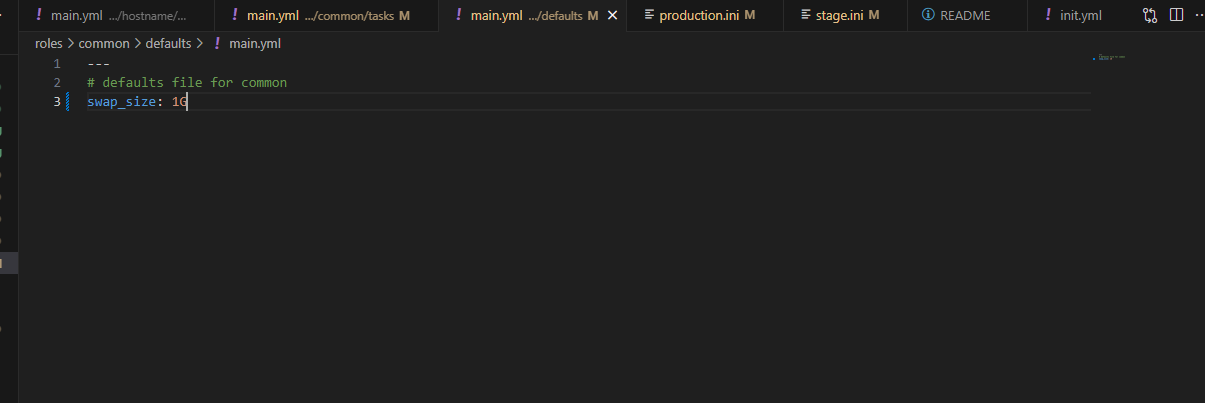 main.yml .../hostname/...
main.yml .../common/tasks M
main.yml .../defaults M
production.ini M
stage.ini M
README
init.yml
roles > common > defaults > main.yml
1 ---
2 # defaults file for common
3 swap_size: 1G